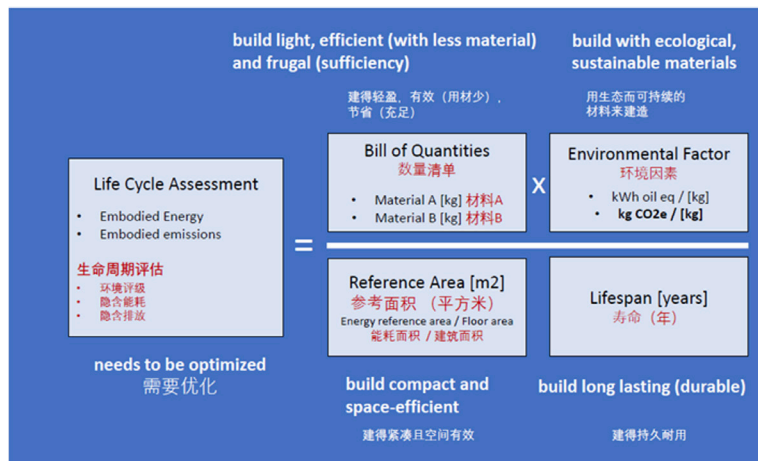 build light, efficient (with less material)
and frugal (sufficiency)
建得轻盈，有效（用材少），
节省（充足）
build with ecological,
sustainable materials
用生态而可持续的
材料来建造
Life Cycle Assessment
• Embodied Energy
• Embodied emissions
生命周期评估
• 环境评级
• 隐含能耗
• 隐含排放
needs to be optimized
需要优化
=
Bill of Quantities
数量清单
• Material A [kg] 材料A
• Material B [kg] 材料B
X
Environmental Factor
环境因素
• kWh oil eq / [kg]
• kg CO2e / [kg]
Reference Area [m2]
参考面积 （平方米）
Energy reference area / Floor area
能耗面积 / 建筑面积
Lifespan [years]
寿命（年）
build compact and
space-efficient
建得紧凑且空间有效
build long lasting (durable)
建得持久耐用